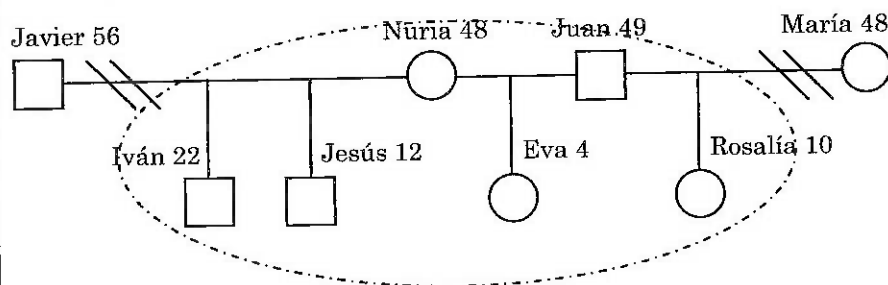 Javier 56
Nuria 48
Juan 49
María 48
Iván 22
Jesús 12
Eva 4
Rosalía 10